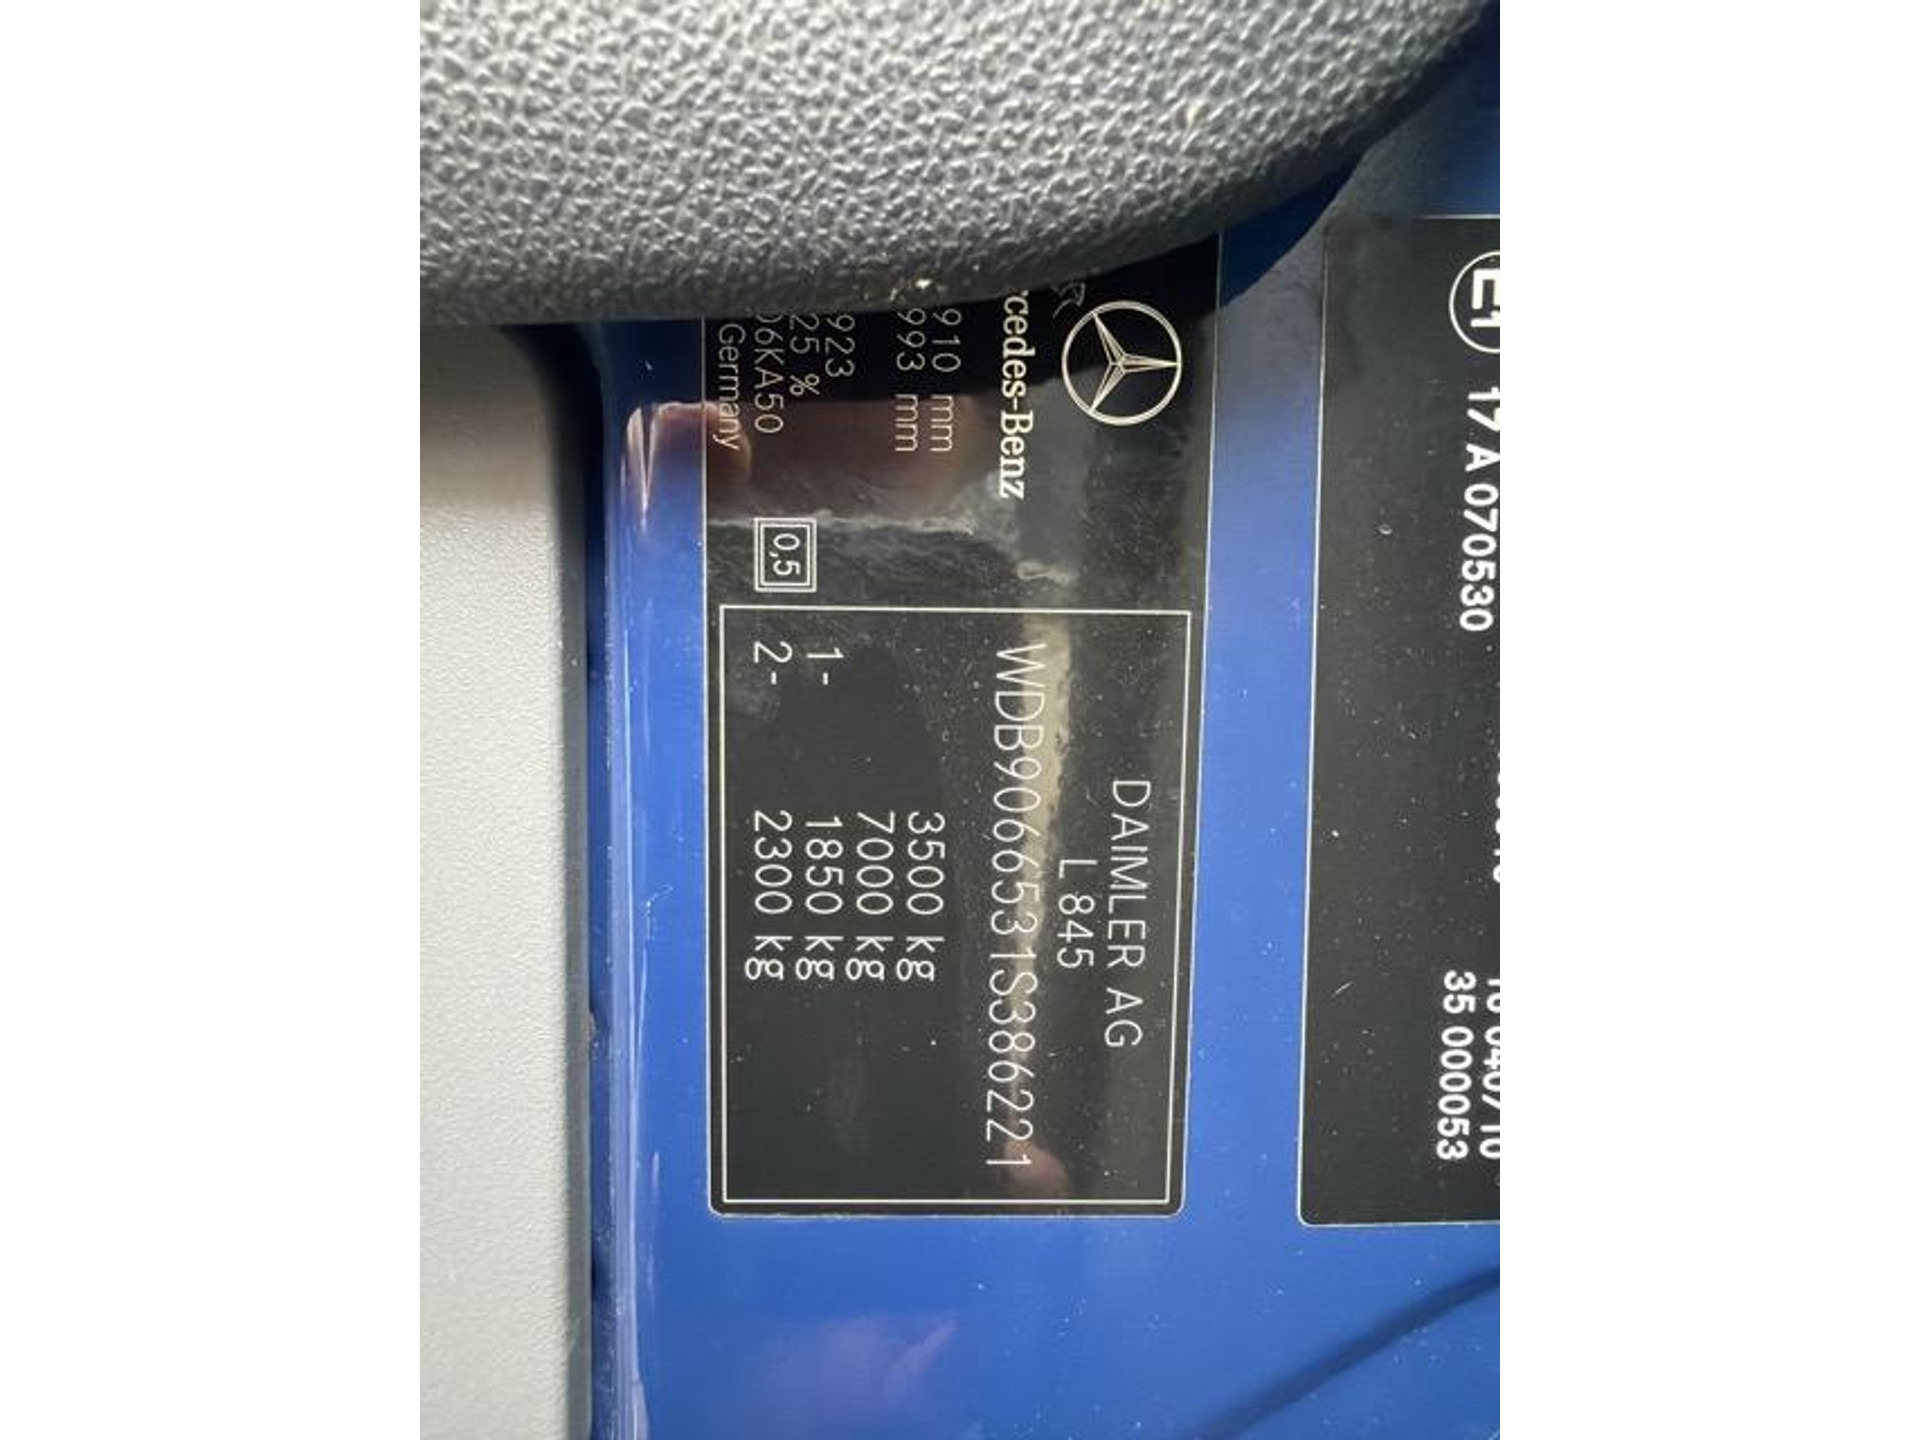 E1
17 A 070530
35 000053
Mercedes-Benz
910 mm
993 mm
923
25 %
06KA50
Germany
0,5
DAIMLER AG
L 845
WDB9066531S386221
3500 kg
7000 kg
1- 1850 kg
2- 2300 kg